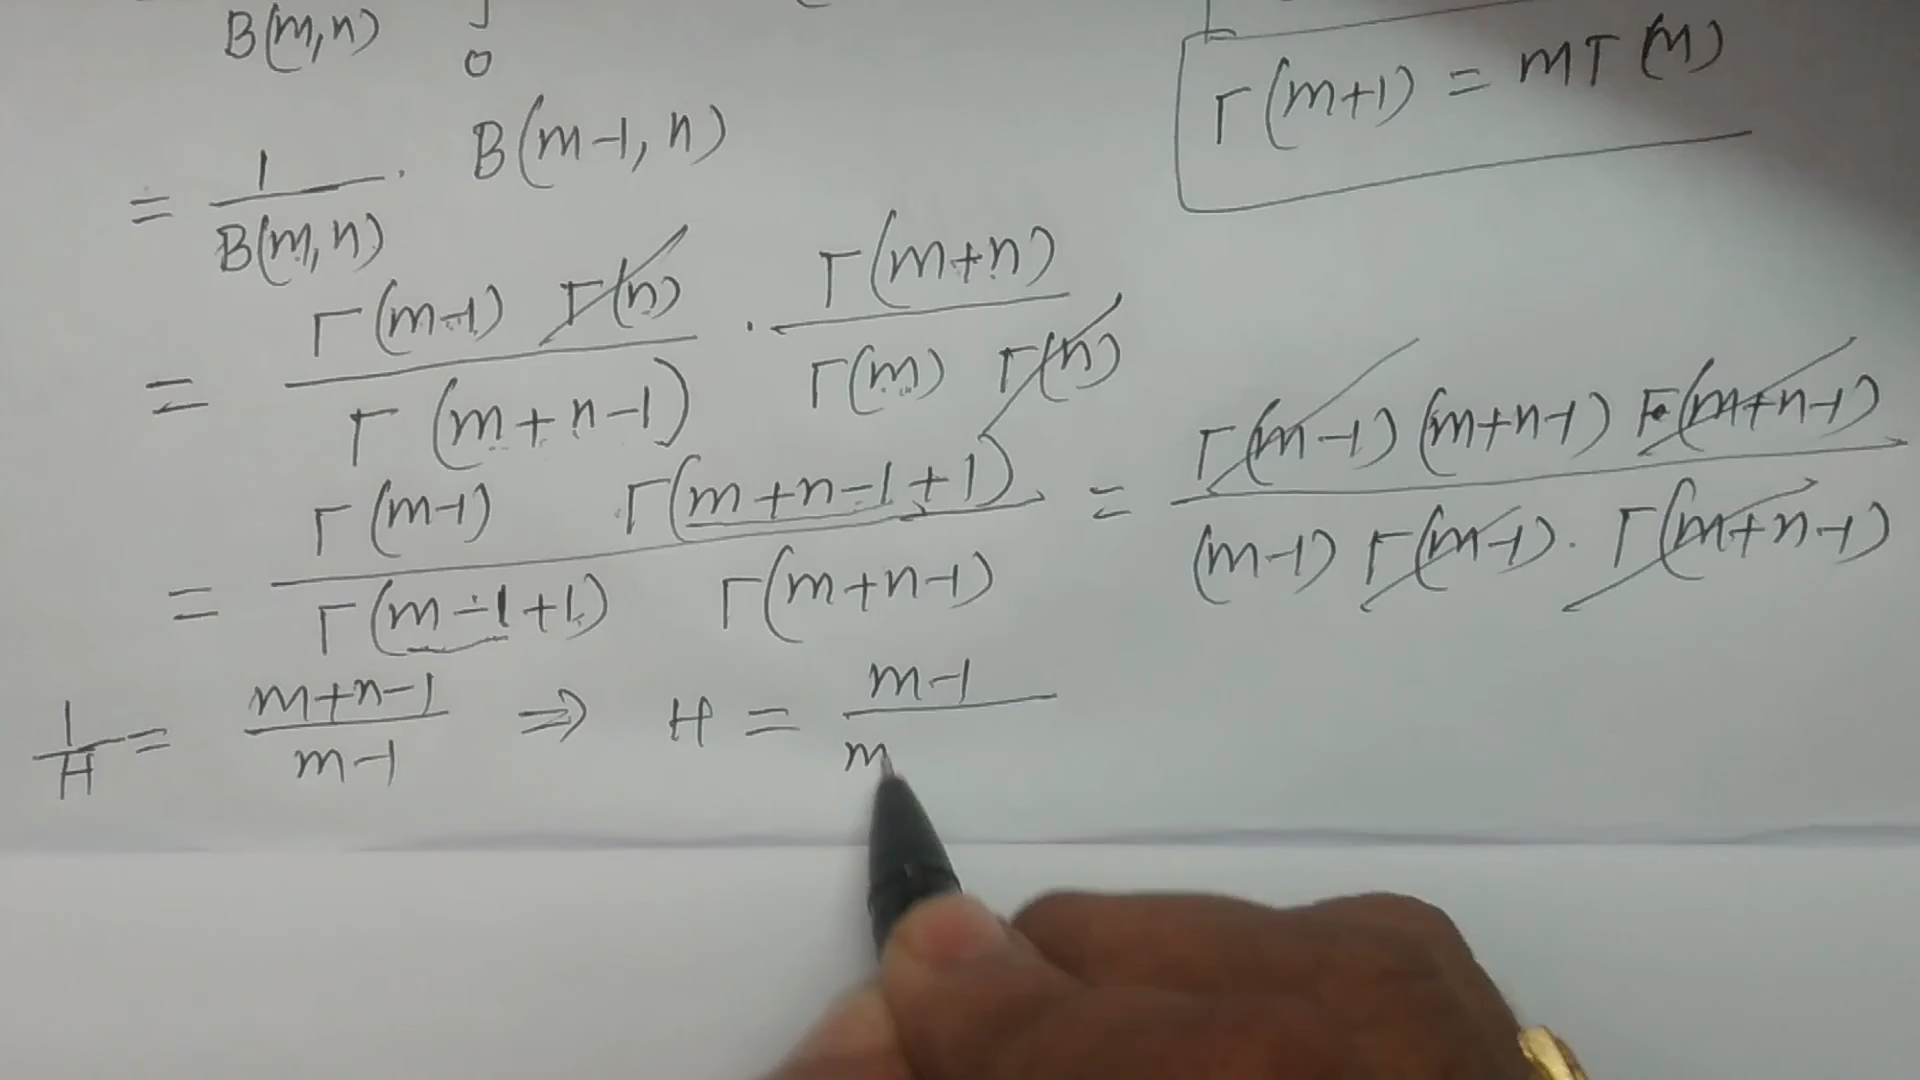 B(m,n) 0
Γ(m+1) = mΓ(m)
= 1/B(m,n) · B(m-1, n)
= Γ(m-1) Γ(n) / Γ(m+n-1) · Γ(m+n) / Γ(m) Γ(n)
= Γ(m-1) Γ(m+n-1+1) / Γ(m-1+1) Γ(m+n-1) = Γ(m-1) (m+n-1) Γ(m+n-1) / (m-1) Γ(m-1) · Γ(m+n-1)
1/H = m+n-1 / m-1 ⇒ H = m-1 / m